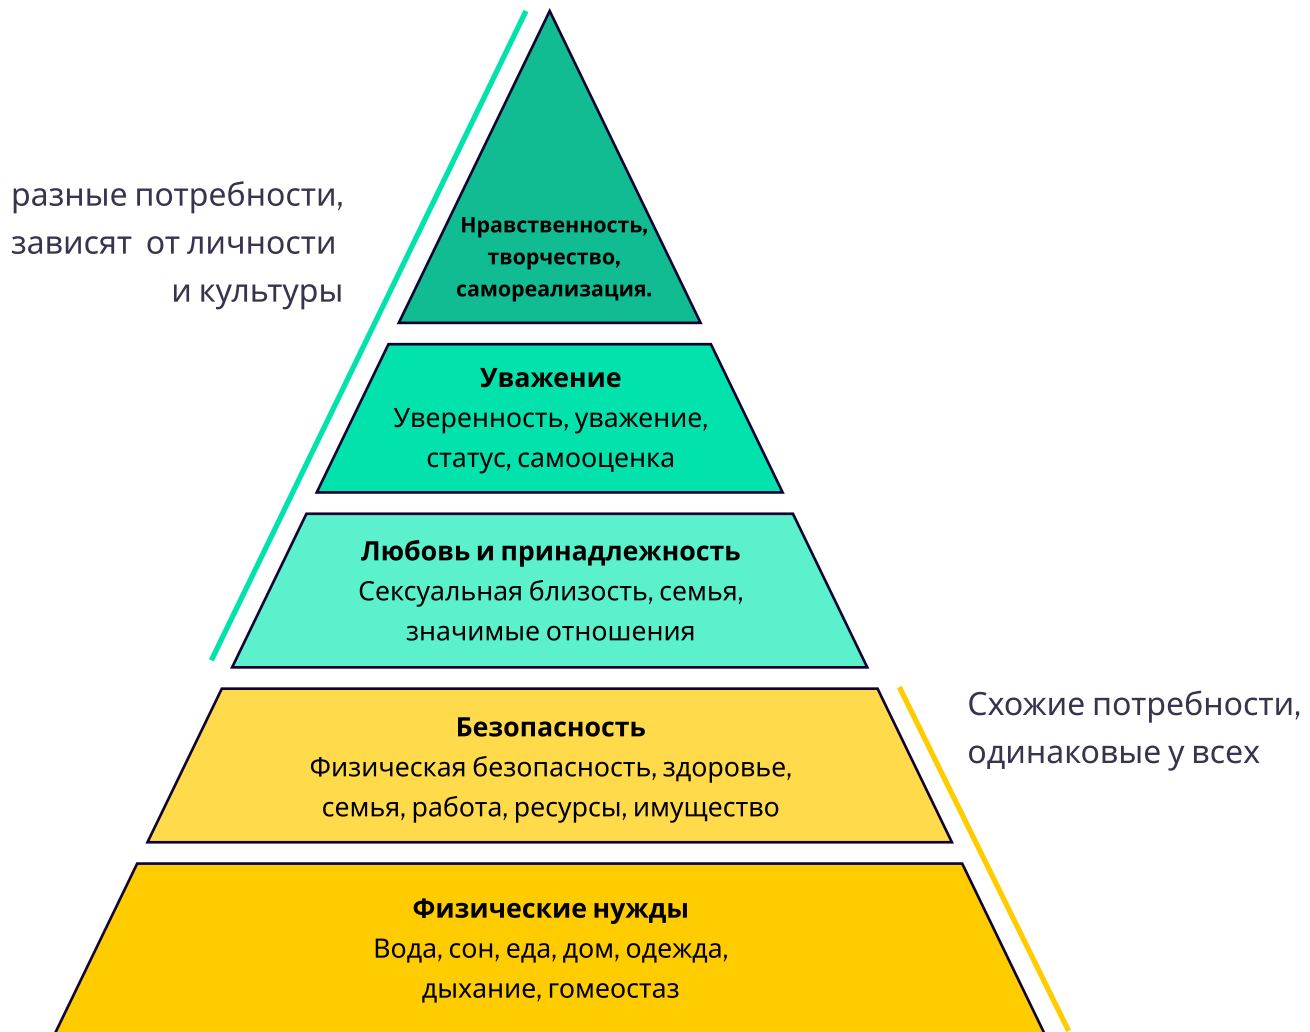 разные потребности,
зависят от личности
и культуры
Нравственность,
творчество,
самореализация.
Уважение
Уверенность, уважение,
статус, самооценка
Любовь и принадлежность
Сексуальная близость, семья,
значимые отношения
Схожие потребности,
одинаковые у всех
Безопасность
Физическая безопасность, здоровье,
семья, работа, ресурсы, имущество
Физические нужды
Вода, сон, еда, дом, одежда,
дыхание, гомеостаз